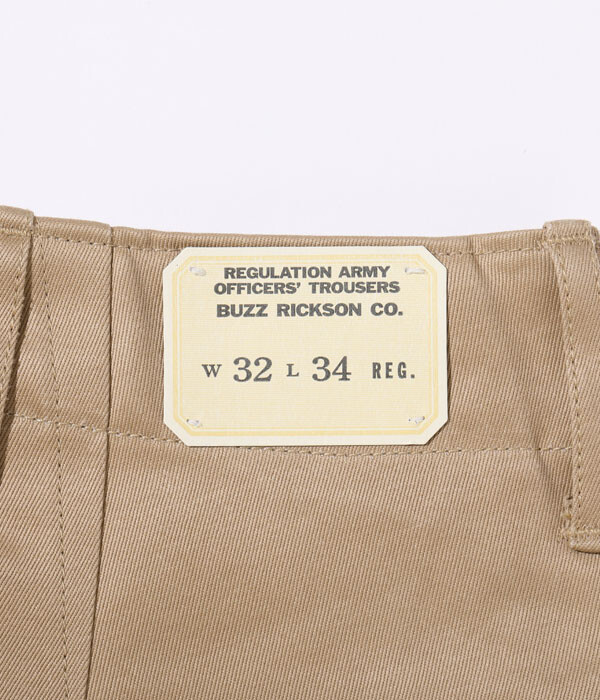 REGULATION ARMY
OFFICERS' TROUSERS
BUZZ RICKSON CO.
W 32 L 34 REG.